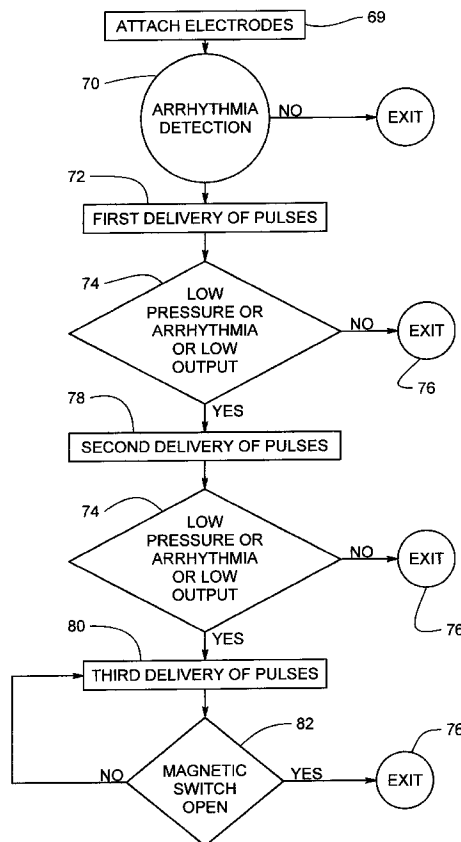 ATTACH ELECTRODES
69
70
ARRHYTHMIA
DETECTION
NO
EXIT
72
FIRST DELIVERY OF PULSES
74
LOW
PRESSURE OR
ARRHYTHMIA
OR LOW
OUTPUT
NO
EXIT
76
YES
78
SECOND DELIVERY OF PULSES
74
LOW
PRESSURE OR
ARRHYTHMIA
OR LOW
OUTPUT
NO
EXIT
76
YES
80
THIRD DELIVERY OF PULSES
82
76
NO
MAGNETIC
SWITCH
OPEN
YES
EXIT